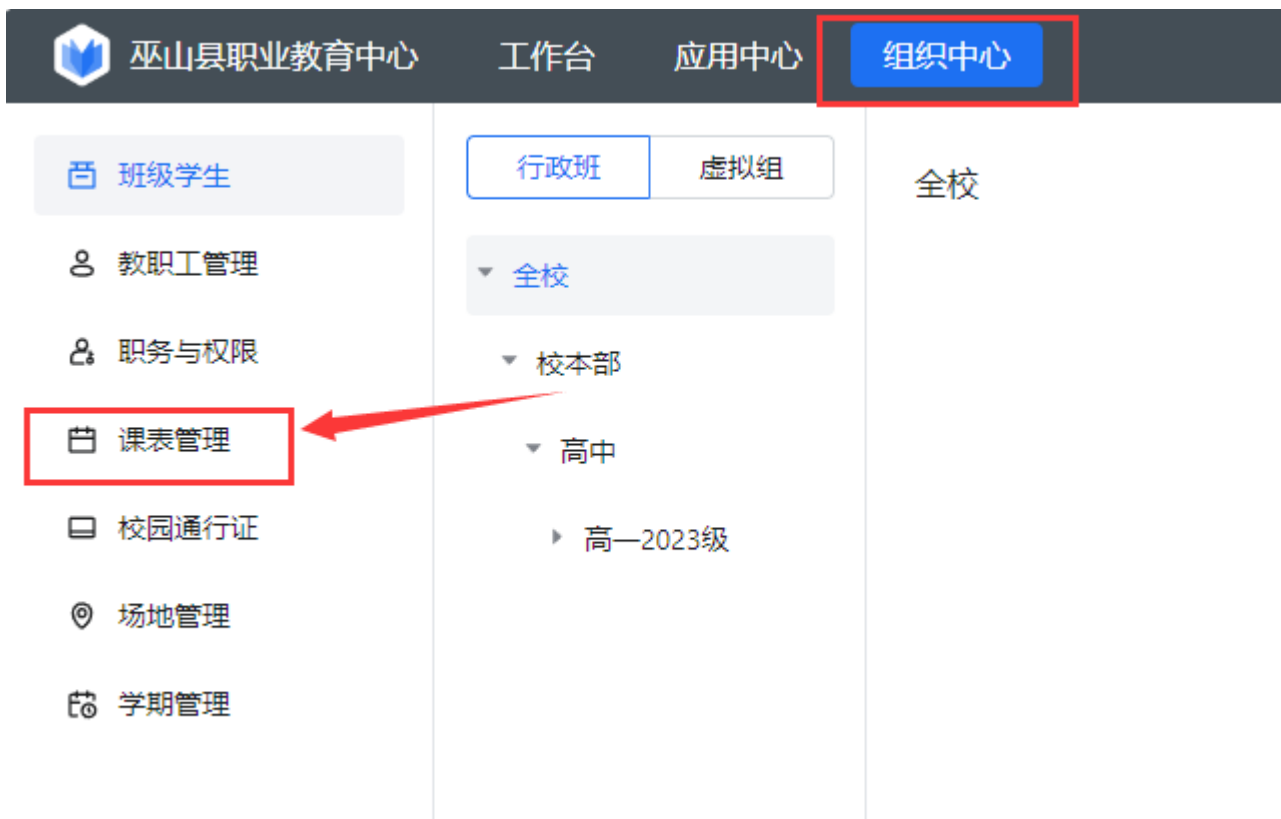 巫山县职业教育中心 工作台 应用中心 组织中心
班级学生
教职工管理
职务与权限
课表管理
校园通行证
场地管理
学期管理
行政班 虚拟组
全校
校本部
高中
高一2023级
全校